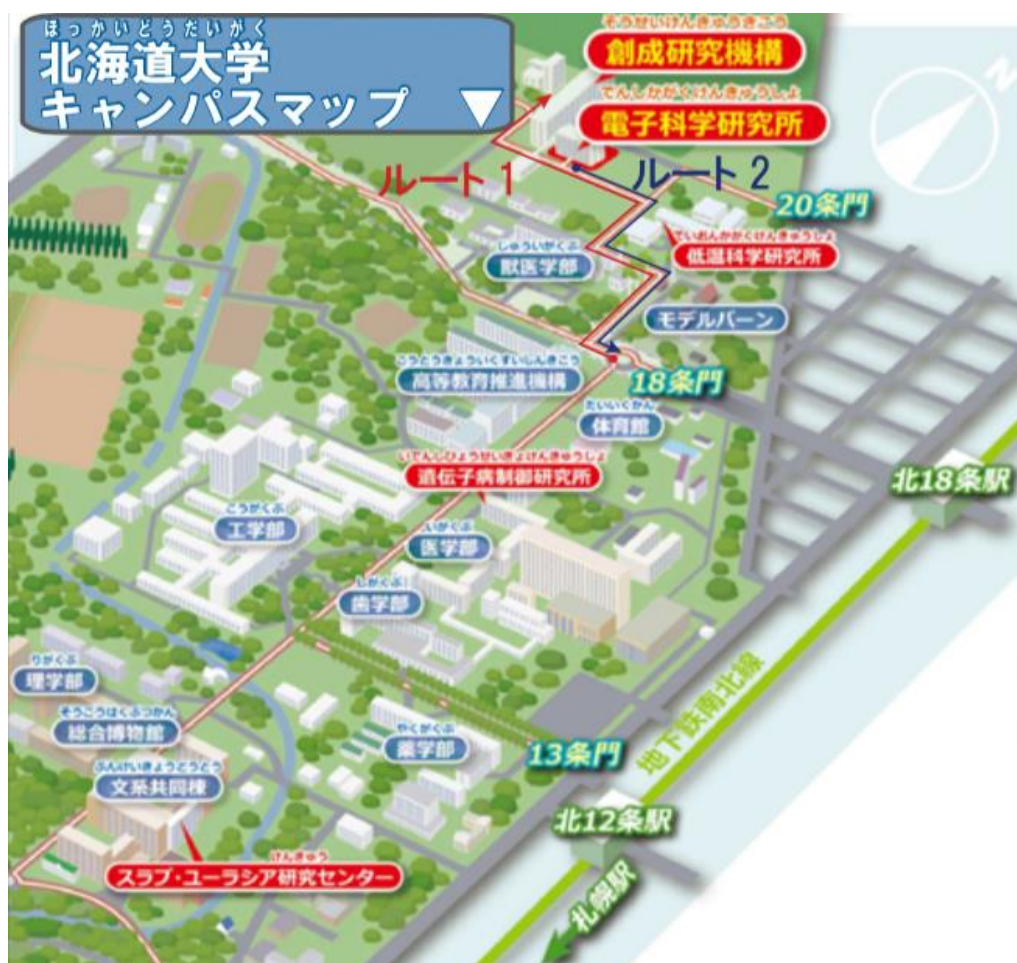 ほっかいどうだいがく
北海道大学
キャンパスマップ ▼
そうせいけんきゅうきこう
創成研究機構
でんしかがくけんきゅうしょ
電子科学研究所
ルート1
ルート2
N
20条門
ていおんかがくけんきゅうしょ
低温科学研究所
じゅういがくぶ
獣医学部
モデルバーン
こうとうきょういくすいしんきこう
高等教育推進機構
18条門
たいいくかん
体育館
いでんしびょうせいぎょけんきゅうしょ
遺伝子病制御研究所
北18条駅
こうがくぶ
工学部
いがくぶ
医学部
しがくぶ
歯学部
りがくぶ
理学部
そうごうはくぶつかん
総合博物館
やくがくぶ
薬学部
地下鉄南北線
13条門
ぶんけいきょうどうとう
文系共同棟
北12条駅
けんきゅう
スラブ・ユーラシア研究センター
札幌駅